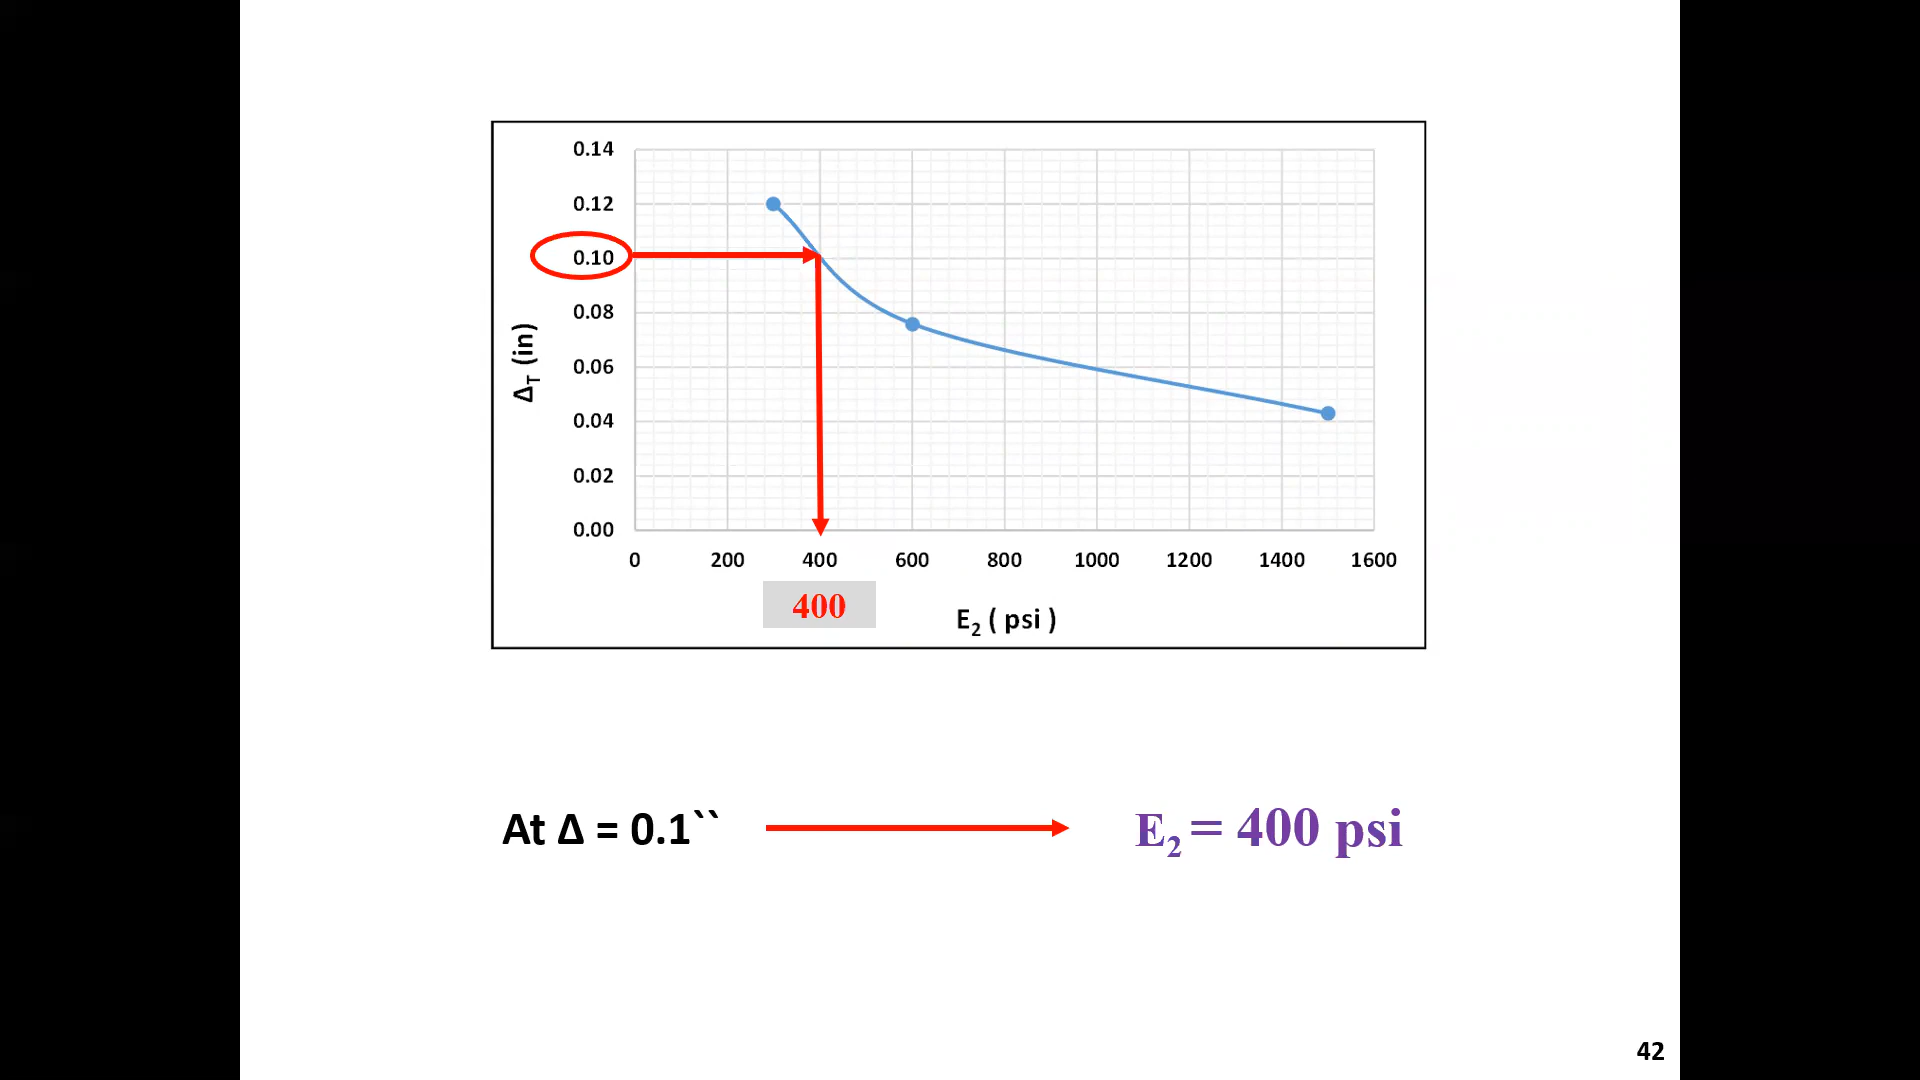 0.14
0.12
0.10
0.08
0.06
0.04
0.02
0.00
ΔT (in)
0 200 400 600 800 1000 1200 1400 1600
400
E2 ( psi )
At Δ = 0.1``
E2 = 400 psi
42